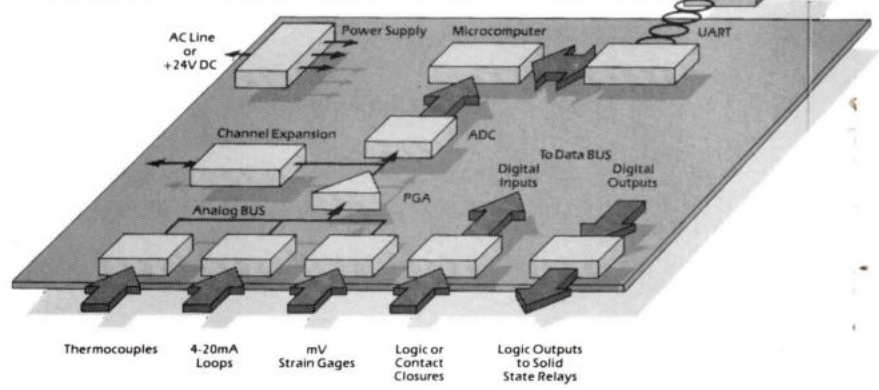 AC Line
or
+24V DC
Power Supply
Microcomputer
UART
Channel Expansion
ADC
To Data BUS
Digital
Inputs
Digital
Outputs
PGA
Analog BUS
Thermocouples
4-20mA
Loops
mV
Strain Gages
Logic or
Contact
Closures
Logic Outputs
to Solid
State Relays